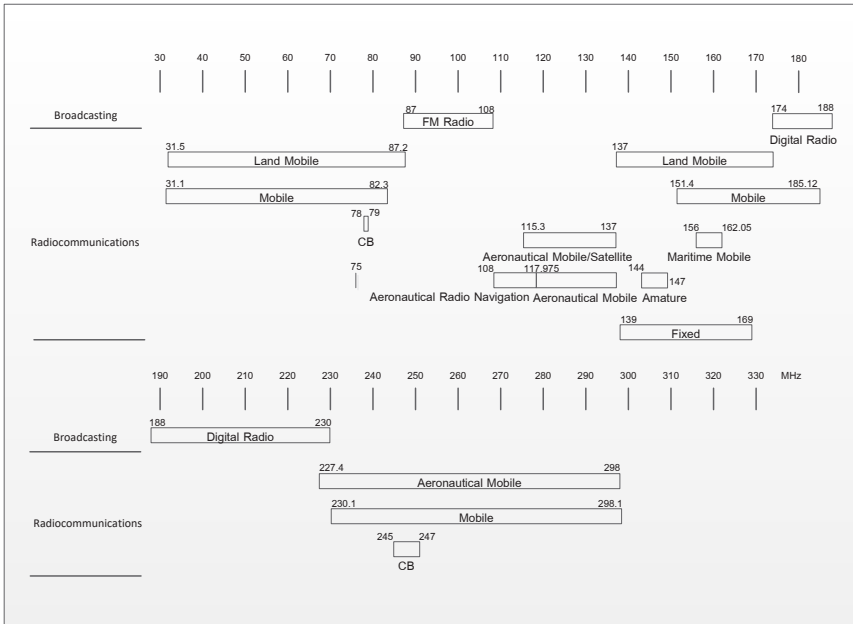 30 40 50 60 70 80 90 100 110 120 130 140 150 160 170 180
Broadcasting
87 108
FM Radio
174 188
Digital Radio
31.5 87.2
Land Mobile
137
Land Mobile
31.1 82.3
Mobile
151.4 185.12
Mobile
Radiocommunications
78 79
CB
115.3 137
Aeronautical Mobile/Satellite
156 162.05
Maritime Mobile
75
108 117.975
Aeronautical Radio Navigation Aeronautical Mobile
144 147
Amature
139 169
Fixed
190 200 210 220 230 240 250 260 270 280 290 300 310 320 330 MHz
Broadcasting
188 230
Digital Radio
227.4 298
Aeronautical Mobile
Radiocommunications
230.1 298.1
Mobile
245 247
CB